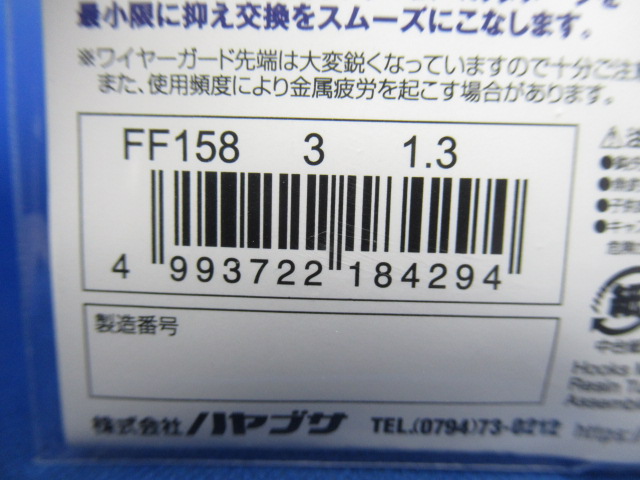 最小限に抑え交換をスムーズにこなします。
※ワイヤーガード先端は大変鋭くなっていますので十分ご注
また、使用頻度により金属疲労を起こす場合があります。
FF158 3 1.3
4 993722 184294
製造番号
株式会社ハヤブサ TEL.(0794)73-8212
Hooks
Resin
https:/